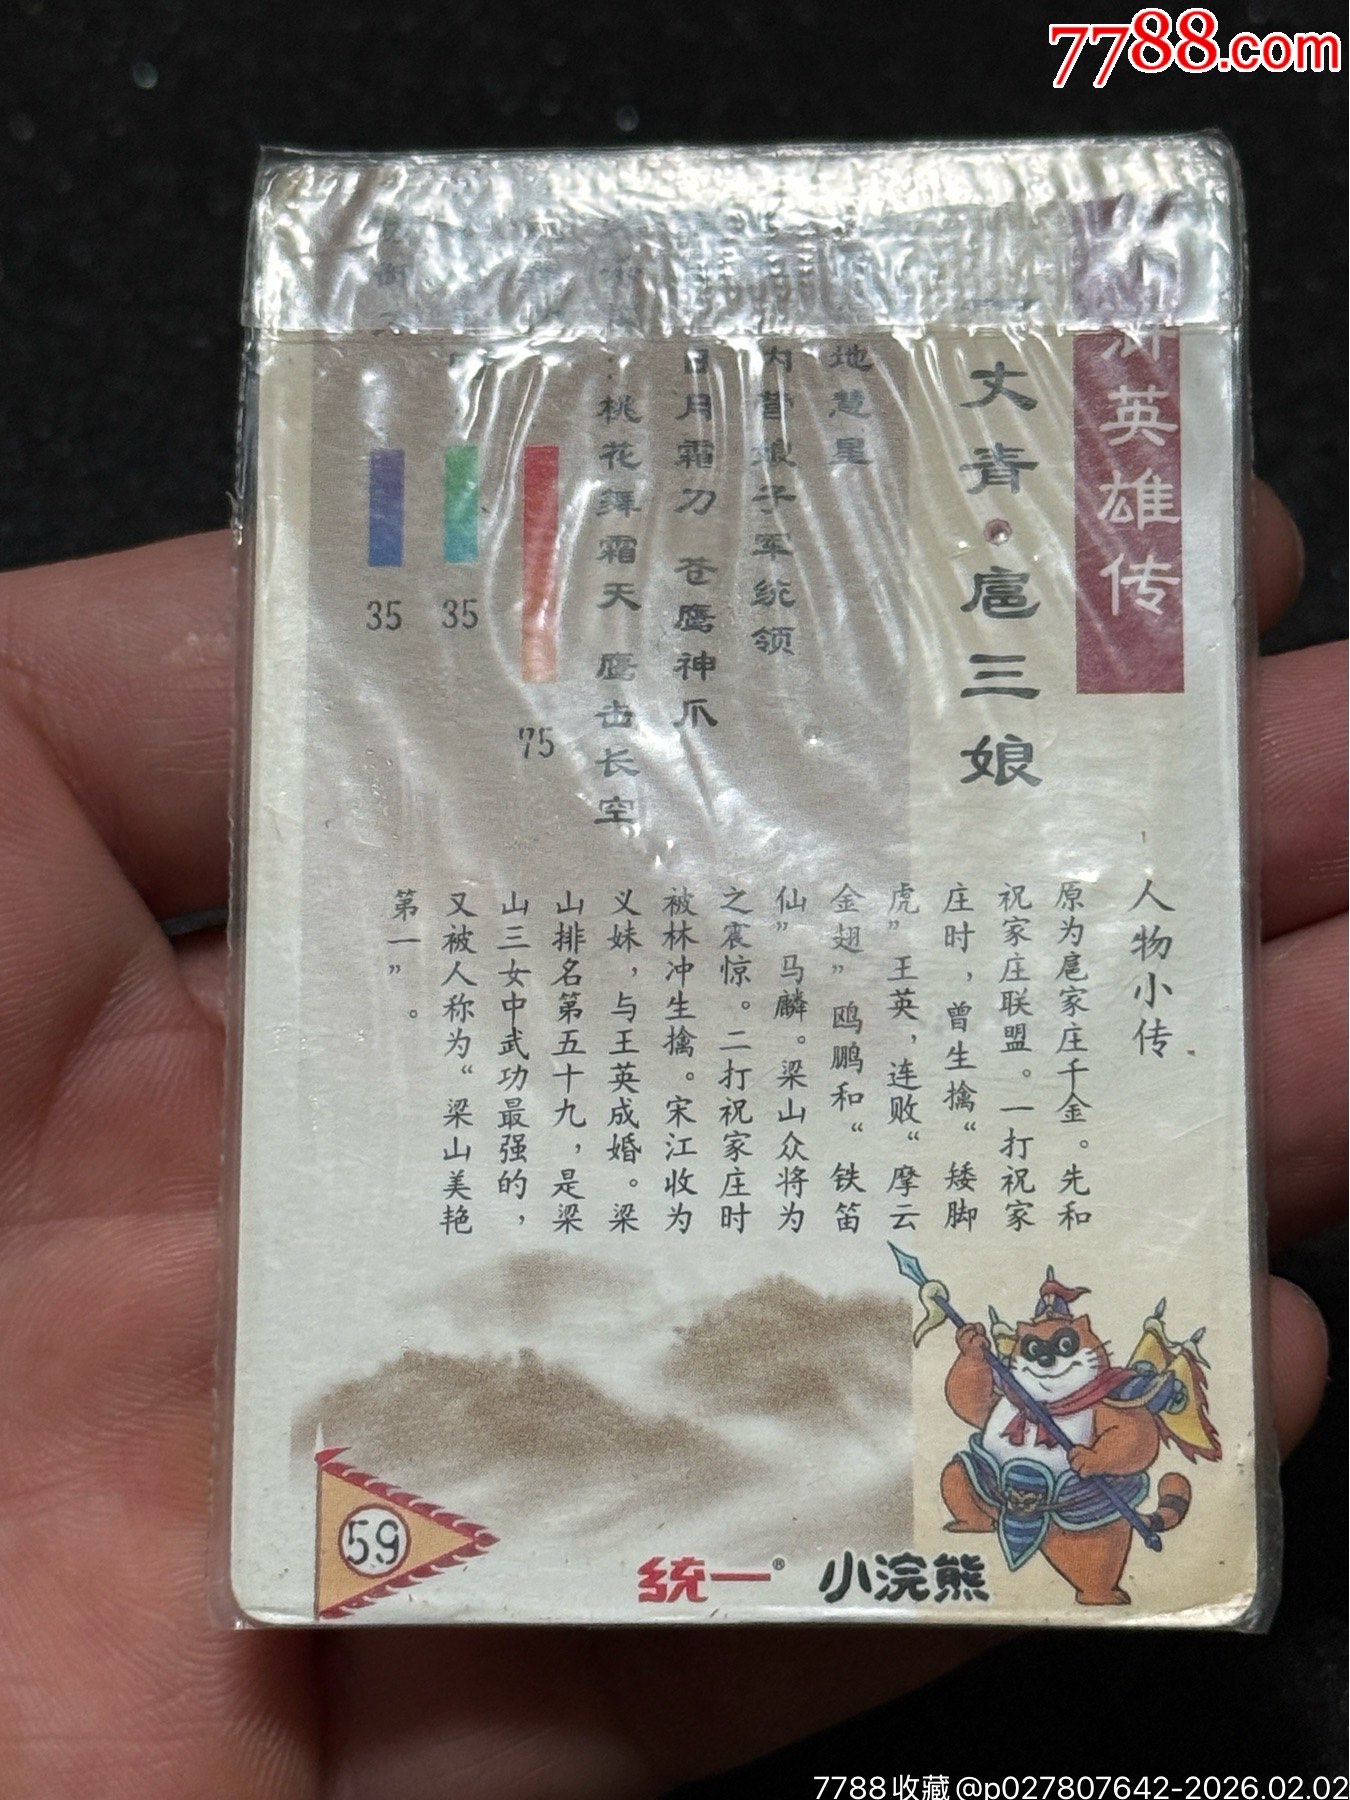 7788.com
浒英雄传
一丈青·扈三娘
地慧星
内营娘子军统领
日月霜刀 苍鹰神爪
桃花舞霜天 鹰击长空
75
35
35
人物小传
原为扈家庄千金。先和
祝家庄联盟。一打祝家
庄时，曾生擒“矮脚
虎”王英，连败“摩云
金翅”鸥鹏和“铁笛
仙”马麟。梁山众将为
之震惊。二打祝家庄时
被林冲生擒。宋江收为
义妹，与王英成婚。梁
山排名第五十九，是梁
山三女中武功最强的，
又被人称为“梁山美艳
第一”。
59
统一® 小浣熊
7788收藏@p027807642-2026.02.02